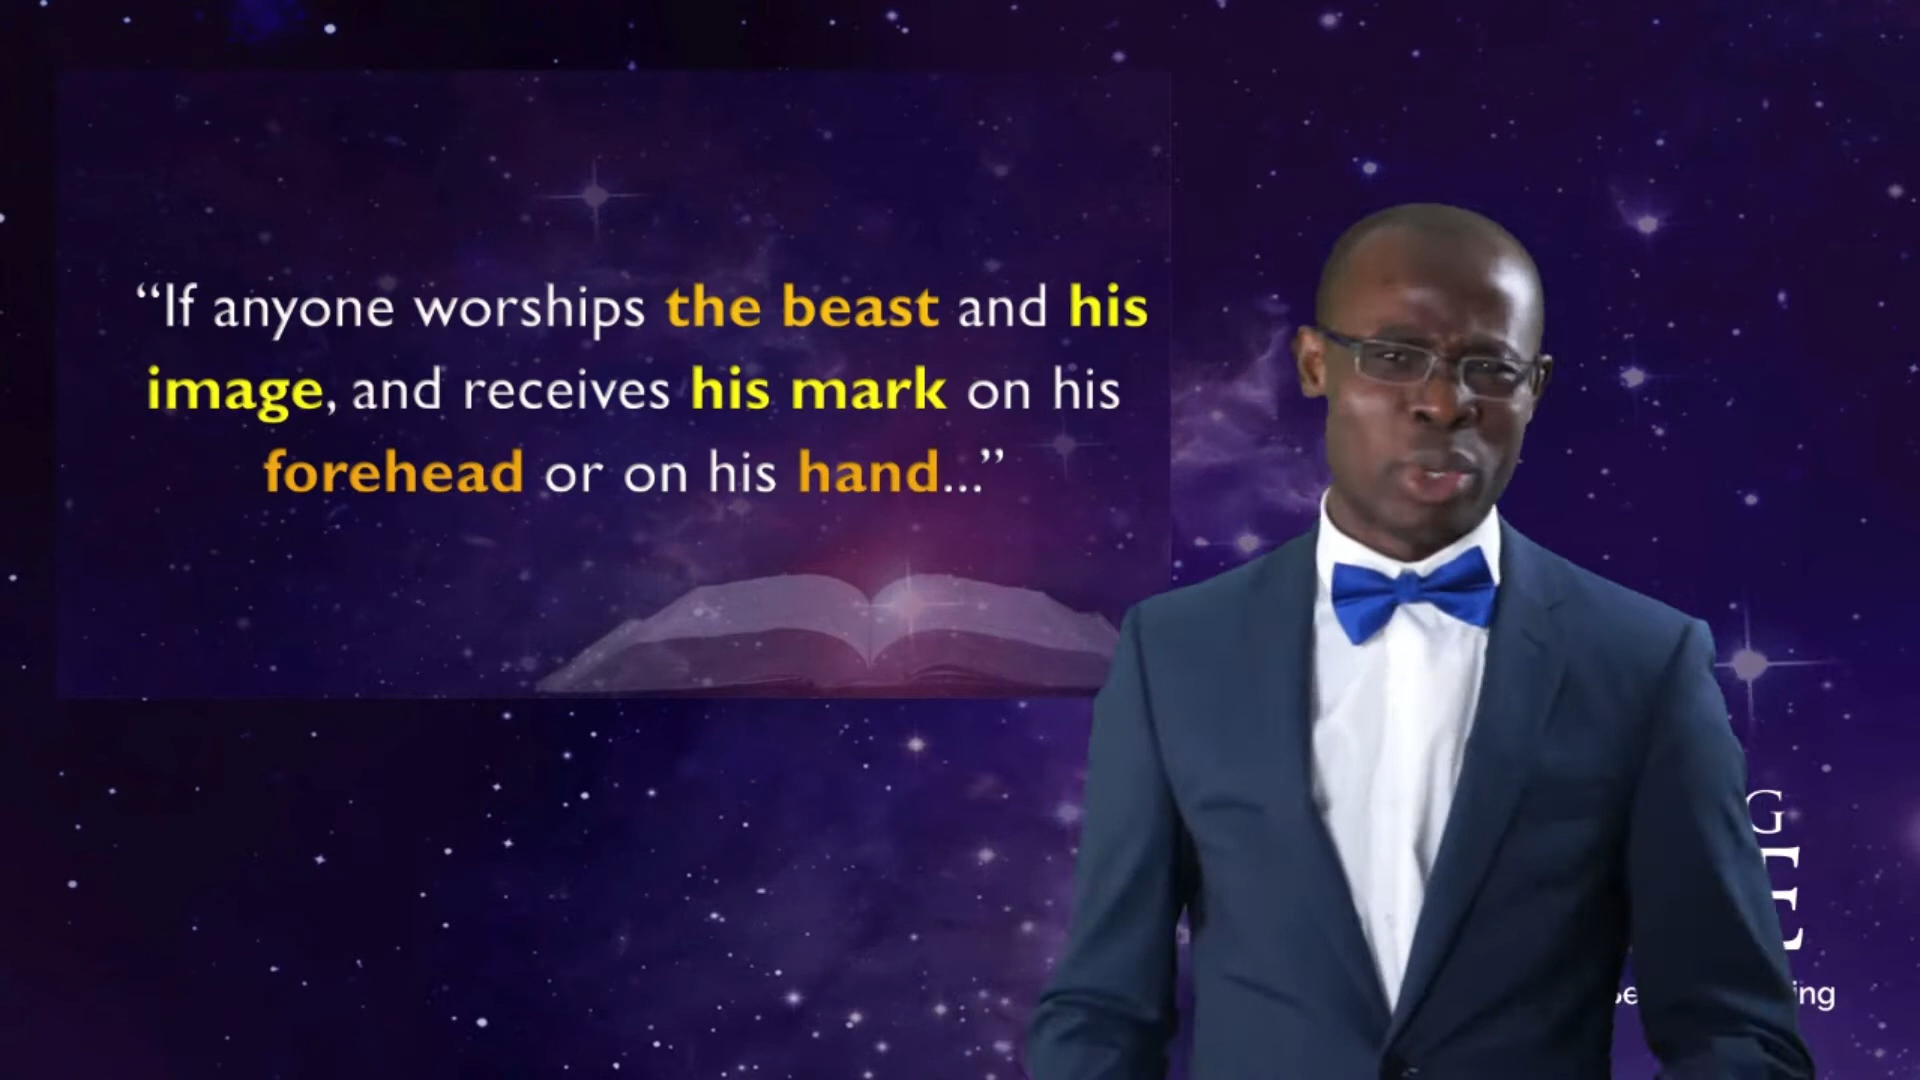 “If anyone worships the beast and his
image, and receives his mark on his
forehead or on his hand...”
G
E
ing